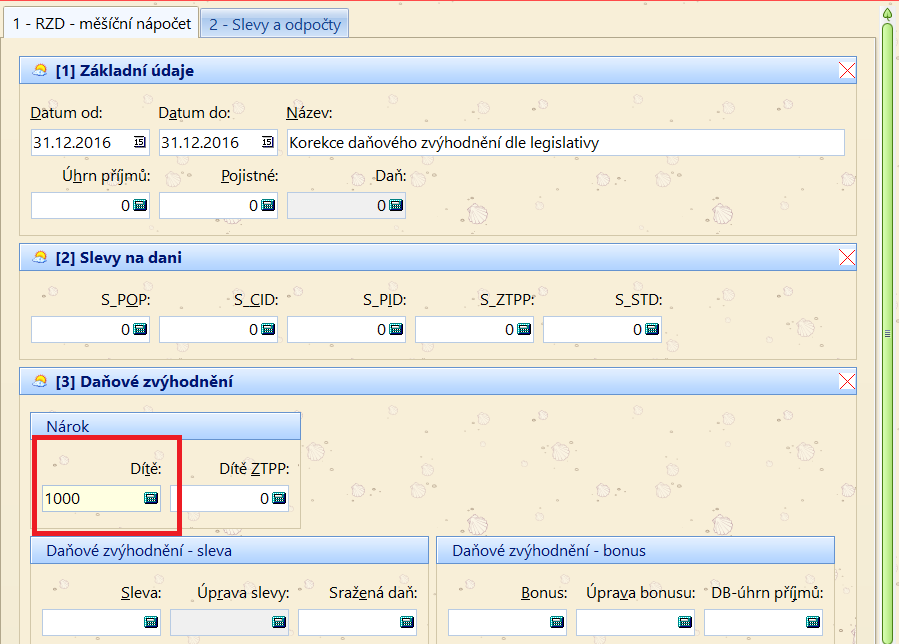 1 - RZD - měšíční nápočet 2 - Slevy a odpočty
[1] Základní údaje
Datum od: Datum do: Název:
31.12.2016 15 31.12.2016 15 Korekce daňového zvýhodnění dle legislativy
Úhrn příjmů: Pojistné: Daň:
0 0 0
[2] Slevy na dani
S_POP: S_CID: S_PID: S_ZTPP: S_STD:
0 0 0 0 0
[3] Daňové zvýhodnění
Nárok
Dítě: Dítě ZTPP:
1000 0
Daňové zvýhodnění - sleva Daňové zvýhodnění - bonus
Sleva: Úprava slevy: Sražená daň: Bonus: Úprava bonusu: DB-úhrn příjmů: